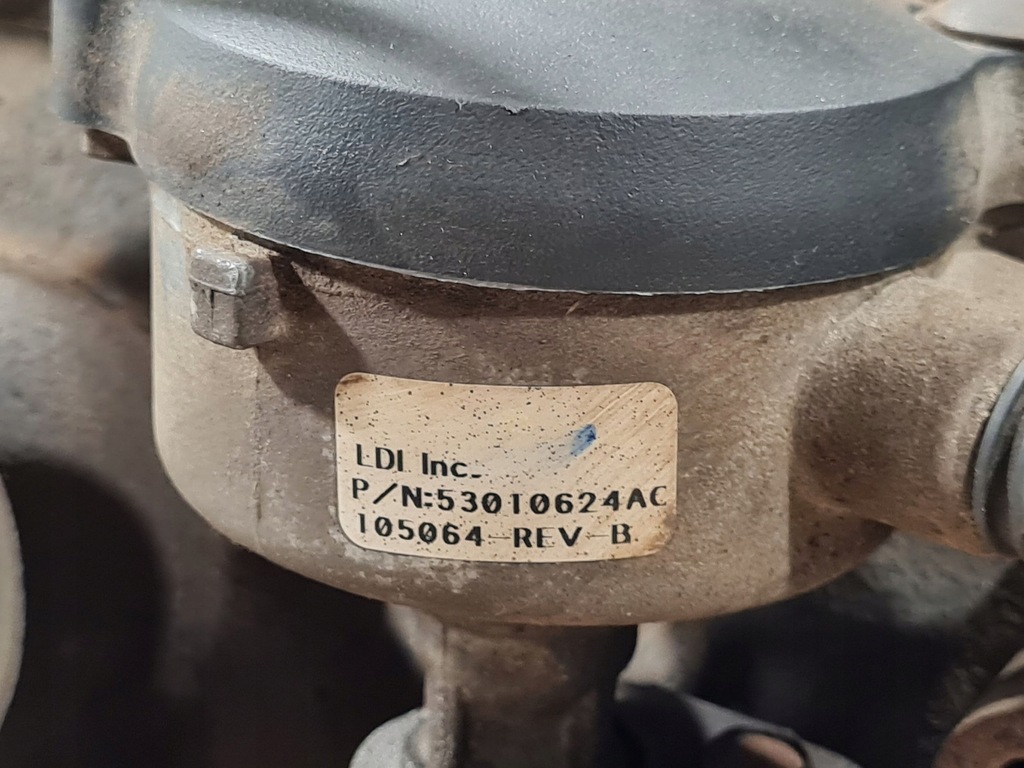 LDI Inc.
P/N:53010624AC
105064 REV B